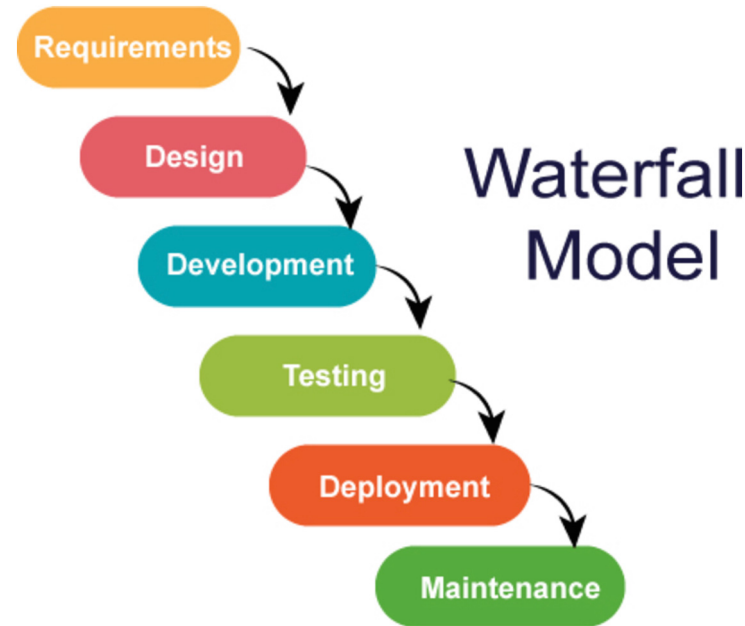 Requirements
Design
Waterfall
Model
Development
Testing
Deployment
Maintenance